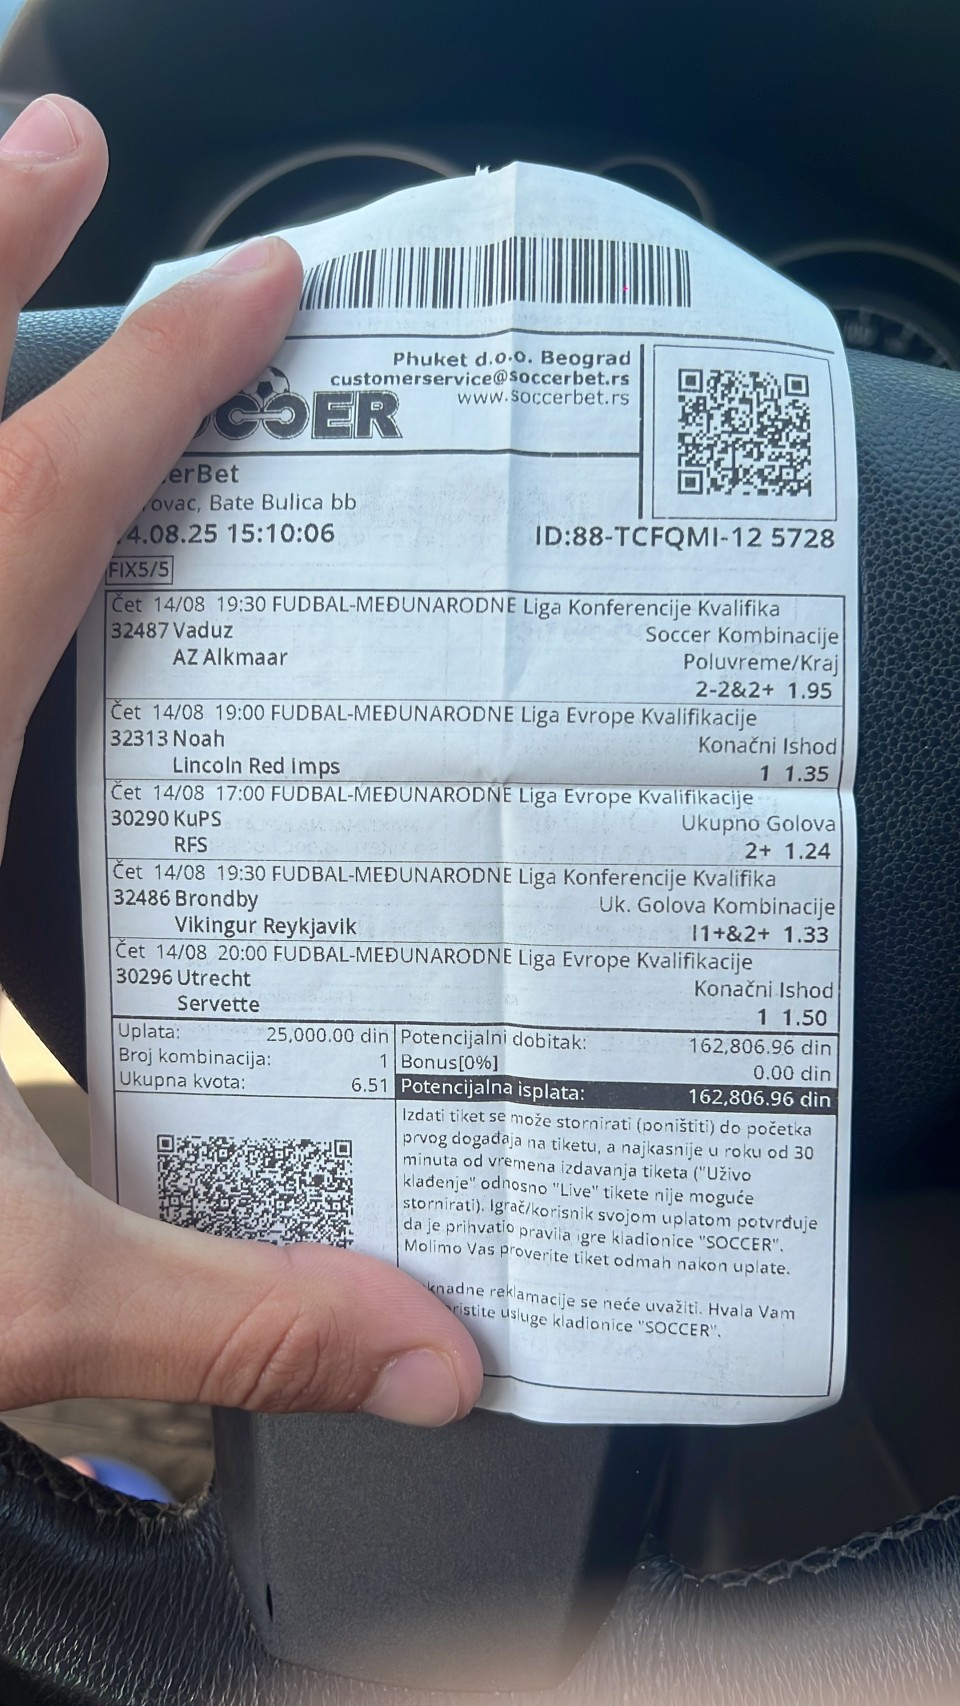 Phuket d.o.o. Beograd
customerservice@soccerbet.rs
www.soccerbet.rs
Bate Bulica bb
4.08.25 15:10:06
ID:88-TCFQMI-12 5728
FIX5/5
Čet 14/08 19:30 FUDBAL-MEĐUNARODNE Liga Konferencije Kvalifika
32487 Vaduz Soccer Kombinacije
AZ Alkmaar Poluvreme/Kraj
2-2&2+ 1.95
Čet 14/08 19:00 FUDBAL-MEĐUNARODNE Liga Evrope Kvalifikacije
32313 Noah Konačni Ishod
Lincoln Red Imps 1 1.35
Čet 14/08 17:00 FUDBAL-MEĐUNARODNE Liga Evrope Kvalifikacije
30290 KuPS Ukupno Golova
RFS 2+ 1.24
Čet 14/08 19:30 FUDBAL-MEĐUNARODNE Liga Konferencije Kvalifika
32486 Brondby Uk. Golova Kombinacije
Vikingur Reykjavik I1+&2+ 1.33
Čet 14/08 20:00 FUDBAL-MEĐUNARODNE Liga Evrope Kvalifikacije
30296 Utrecht Konačni Ishod
Servette 1 1.50
Uplata: 25,000.00 din
Broj kombinacija: 1
Ukupna kvota: 6.51
Potencijalni dobitak: 162,806.96 din
Bonus[0%] 0.00 din
Potencijalna isplata: 162,806.96 din
Izdati tiket se može stornirati (poništiti) do početka
prvog događaja na tiketu, a najkasnije u roku od 30
minuta od vremena izdavanja tiketa ("Uživo
klađenje" odnosno "Live" tikete nije moguće
stornirati). Igrač/korisnik svojom uplatom potvrđuje
da je prihvatio pravila igre kladionice "SOCCER".
Molimo Vas proverite tiket odmah nakon uplate.
reklamacije se neće uvažiti. Hvala Vam
usluge kladionice "SOCCER".